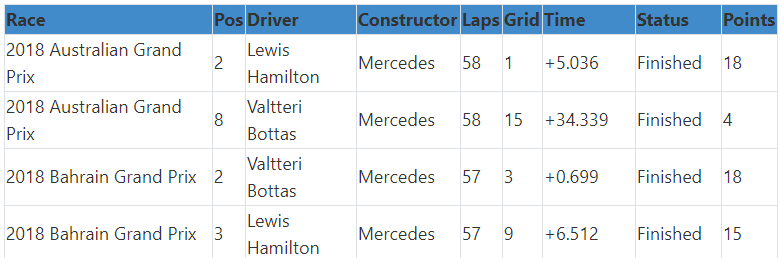 Race Pos Driver Constructor Laps Grid Time Status Points
2018 Australian Grand Prix 2 Lewis Hamilton Mercedes 58 1 +5.036 Finished 18
2018 Australian Grand Prix 8 Valtteri Bottas Mercedes 58 15 +34.339 Finished 4
2018 Bahrain Grand Prix 2 Valtteri Bottas Mercedes 57 3 +0.699 Finished 18
2018 Bahrain Grand Prix 3 Lewis Hamilton Mercedes 57 9 +6.512 Finished 15